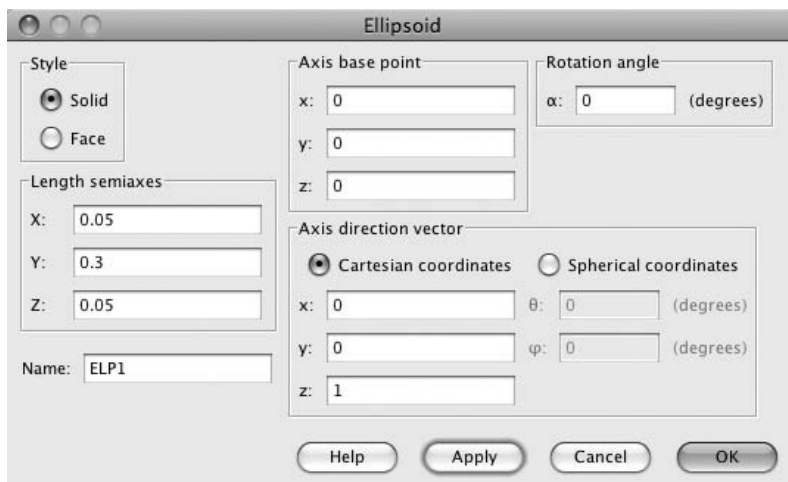 Ellipsoid
Style
Solid
Face
Length semiaxes
X: 0.05
Y: 0.3
Z: 0.05
Name: ELP1
Axis base point
x: 0
y: 0
z: 0
Rotation angle
α: 0 (degrees)
Axis direction vector
Cartesian coordinates Spherical coordinates
x: 0 θ: 0 (degrees)
y: 0 φ: 0 (degrees)
z: 1
Help Apply Cancel OK